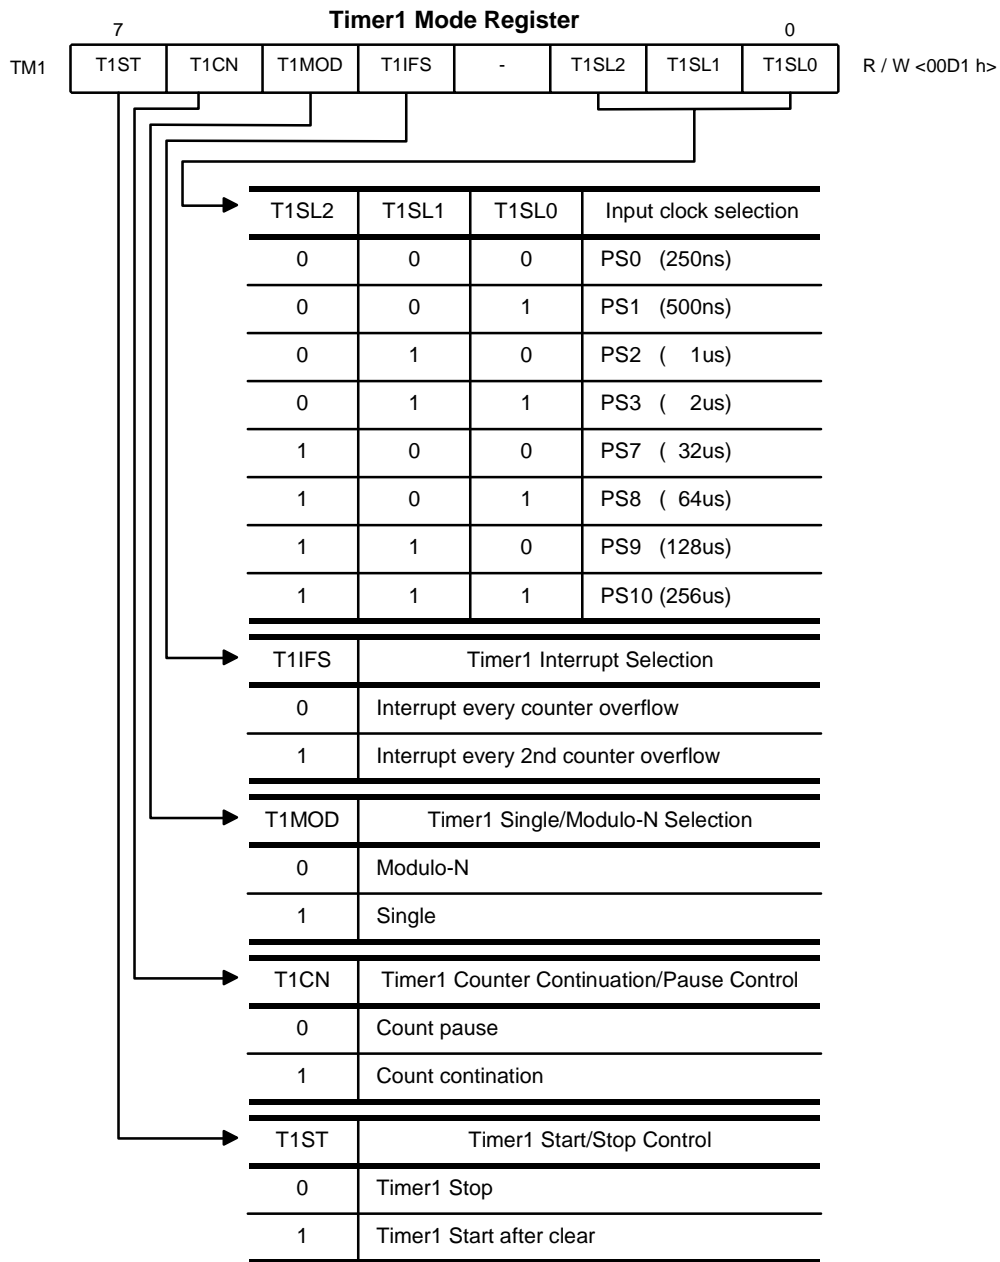 Timer1 Mode Register
7 0
TM1 T1ST T1CN T1MOD T1IFS - T1SL2 T1SL1 T1SL0 R / W <00D1 h>
T1SL2 T1SL1 T1SL0 Input clock selection
0 0 0 PS0 (250ns)
0 0 1 PS1 (500ns)
0 1 0 PS2 ( 1us)
0 1 1 PS3 ( 2us)
1 0 0 PS7 ( 32us)
1 0 1 PS8 ( 64us)
1 1 0 PS9 (128us)
1 1 1 PS10 (256us)
T1IFS Timer1 Interrupt Selection
0 Interrupt every counter overflow
1 Interrupt every 2nd counter overflow
T1MOD Timer1 Single/Modulo-N Selection
0 Modulo-N
1 Single
T1CN Timer1 Counter Continuation/Pause Control
0 Count pause
1 Count contination
T1ST Timer1 Start/Stop Control
0 Timer1 Stop
1 Timer1 Start after clear